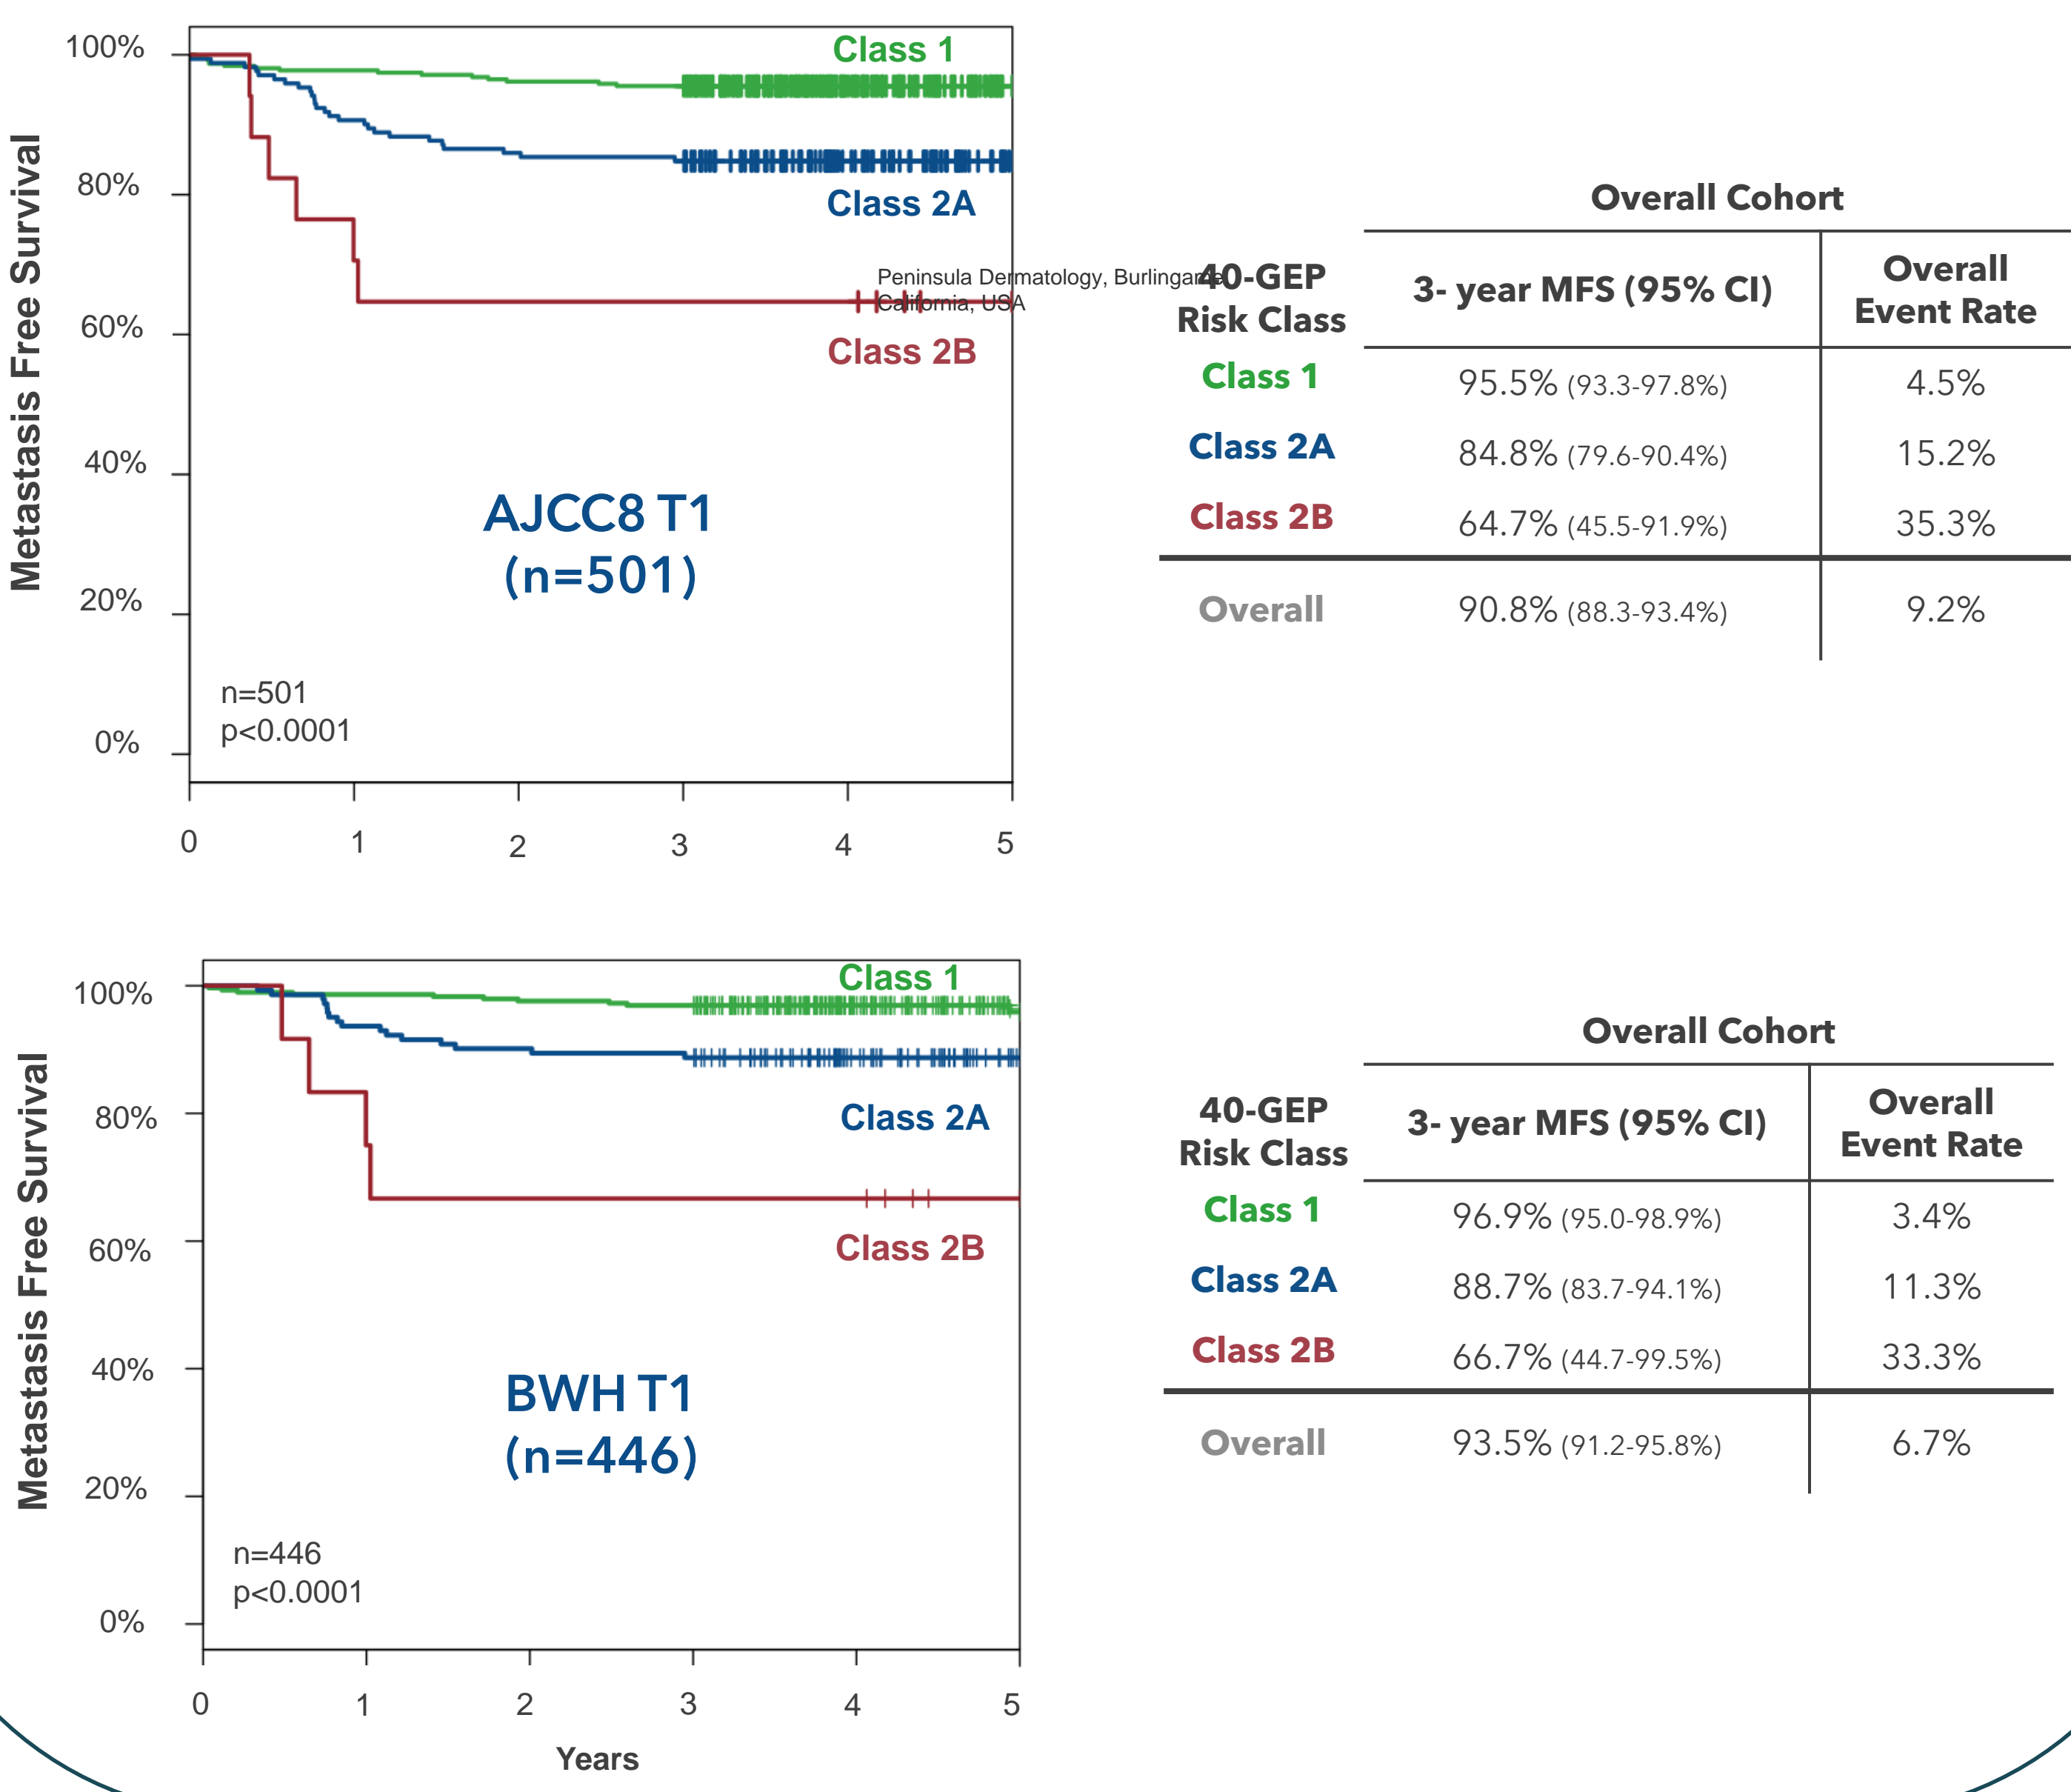 Metastasis Free Survival
100%
80%
60%
40%
20%
0%
Class 1
Class 2A
Class 2B
Peninsula Dermatology, Burlingame
California, USA
AJCC8 T1
(n=501)
n=501
p<0.0001
0 1 2 3 4 5
Overall Cohort
40-GEP
Risk Class
3- year MFS (95% CI)
Overall
Event Rate
Class 1 95.5% (93.3-97.8%) 4.5%
Class 2A 84.8% (79.6-90.4%) 15.2%
Class 2B 64.7% (45.5-91.9%) 35.3%
Overall 90.8% (88.3-93.4%) 9.2%
Metastasis Free Survival
100%
80%
60%
40%
20%
0%
Class 1
Class 2A
Class 2B
BWH T1
(n=446)
n=446
p<0.0001
0 1 2 3 4 5
Years
Overall Cohort
40-GEP
Risk Class
3- year MFS (95% CI)
Overall
Event Rate
Class 1 96.9% (95.0-98.9%) 3.4%
Class 2A 88.7% (83.7-94.1%) 11.3%
Class 2B 66.7% (44.7-99.5%) 33.3%
Overall 93.5% (91.2-95.8%) 6.7%